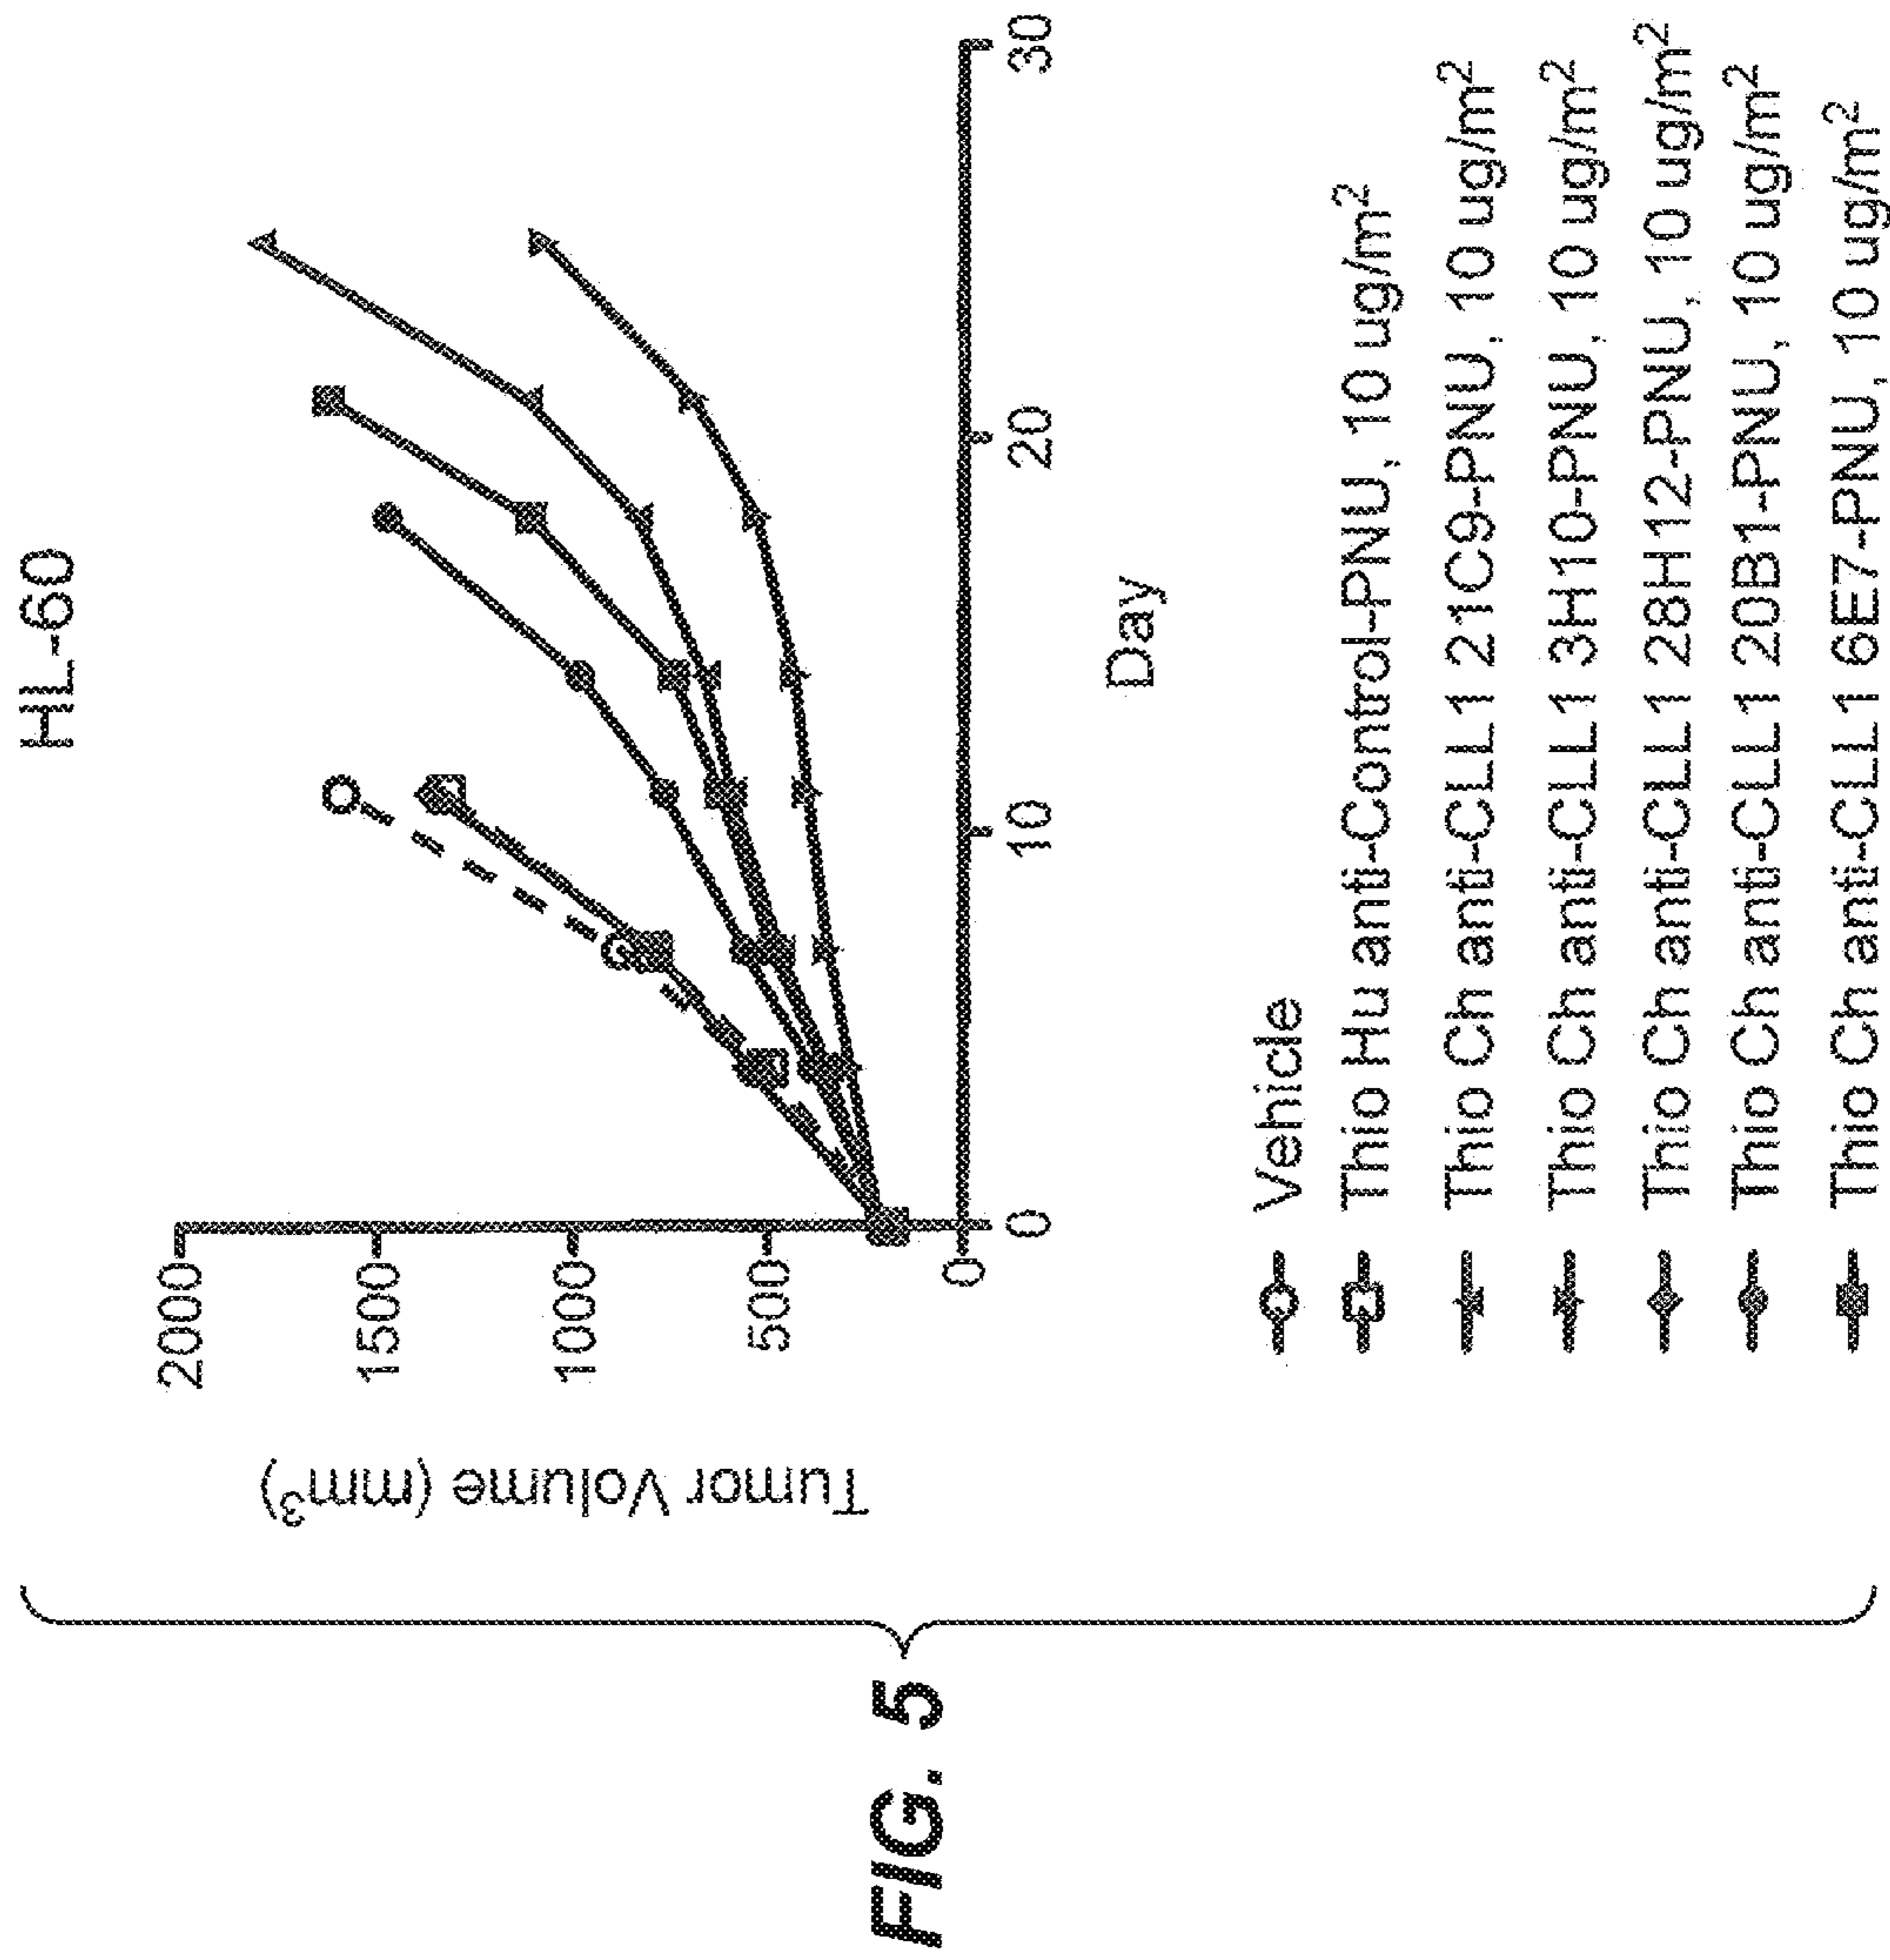 HL-60
Tumor Volume (mm³)
2000
1500
1000
500
0
0
10
20
30
Day
Vehicle
Thio Hu anti-Control-PNU, 10 ug/m²
Thio Ch anti-CLL1 21C9-PNU, 10 ug/m²
Thio Ch anti-CLL1 3H10-PNU, 10 ug/m²
Thio Ch anti-CLL1 28H12-PNU, 10 ug/m²
Thio Ch anti-CLL1 20B1-PNU, 10 ug/m²
Thio Ch anti-CLL1 6E7-PNU, 10 ug/m²
FIG. 5